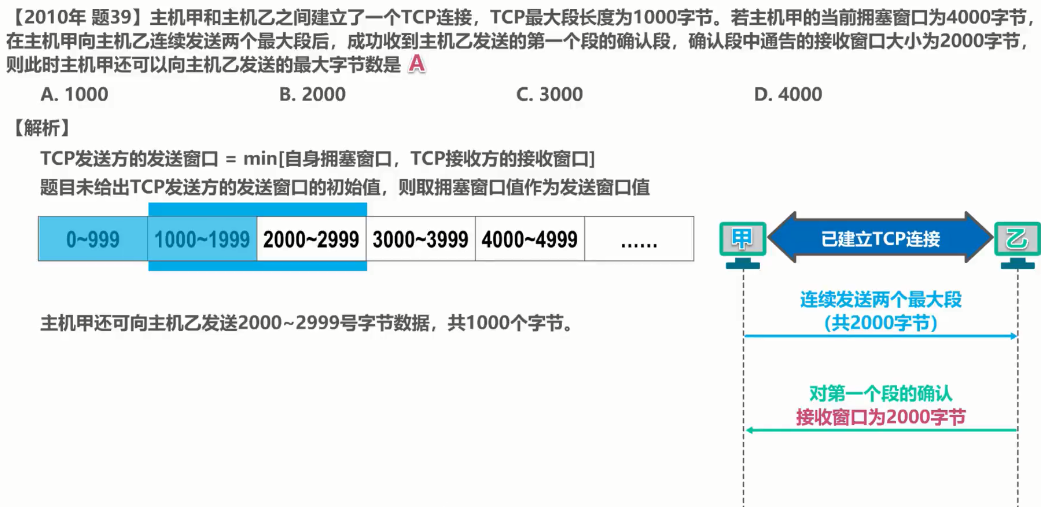 【2010年 题39】主机甲和主机乙之间建立了一个TCP连接，TCP最大段长度为1000字节。若主机甲的当前拥塞窗口为4000字节，
在主机甲向主机乙连续发送两个最大段后，成功收到主机乙发送的第一个段的确认段，确认段中通告的接收窗口大小为2000字节，
则此时主机甲还可以向主机乙发送的最大字节数是 A
A. 1000 B. 2000 C. 3000 D. 4000
【解析】
TCP发送方的发送窗口 = min[自身拥塞窗口，TCP接收方的接收窗口]
题目未给出TCP发送方的发送窗口的初始值，则取拥塞窗口值作为发送窗口值
0~999 1000~1999 2000~2999 3000~3999 4000~4999 ......
甲 已建立TCP连接 乙
连续发送两个最大段
(共2000字节)
主机甲还可向主机乙发送2000~2999号字节数据，共1000个字节。
对第一个段的确认
接收窗口为2000字节